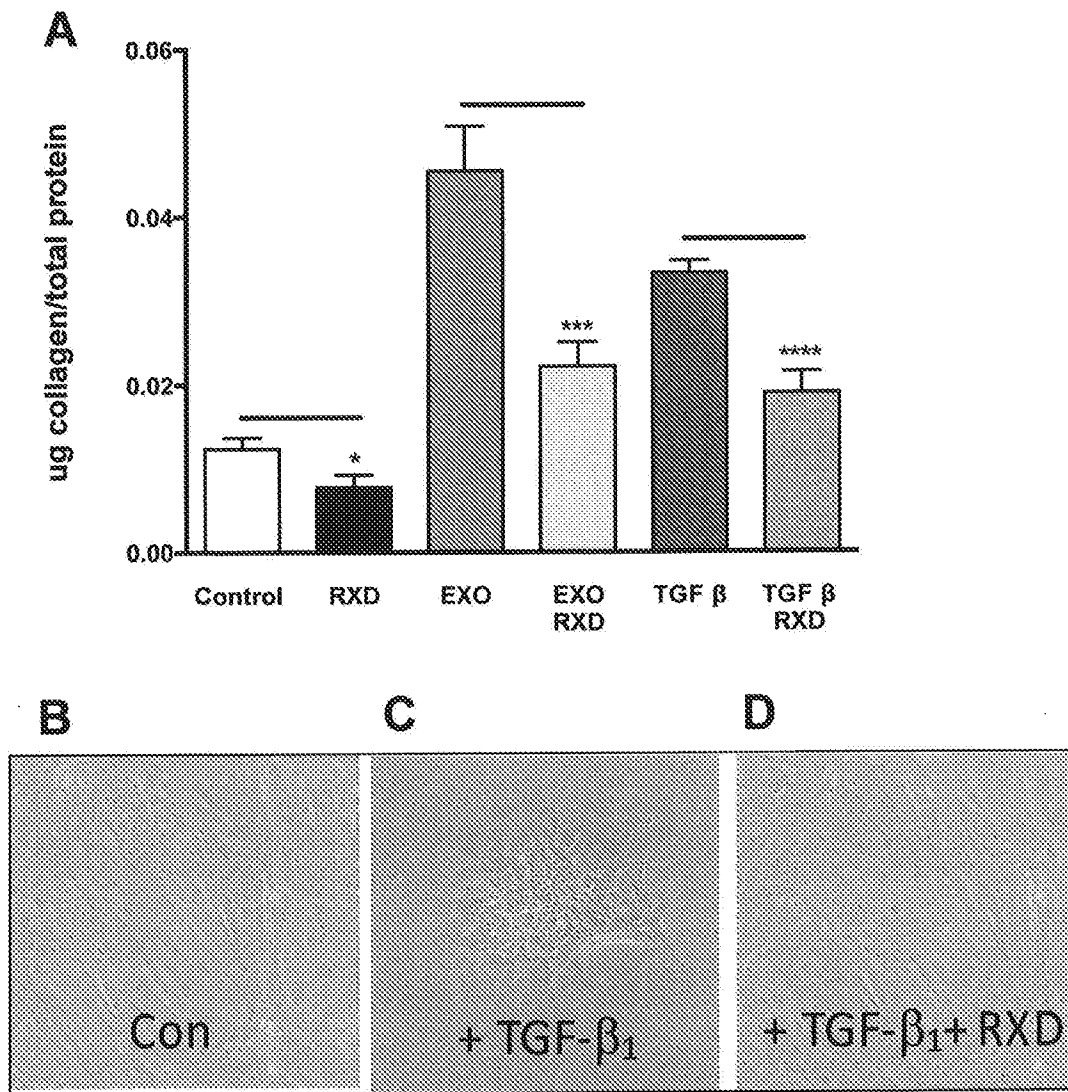 A
0.06
0.04
0.02
0.00
ug collagen/total protein
*
***
****
Control RXD EXO EXO RXD TGF β TGF β RXD
B C D
Con + TGF-β₁ + TGF-β₁+ RXD